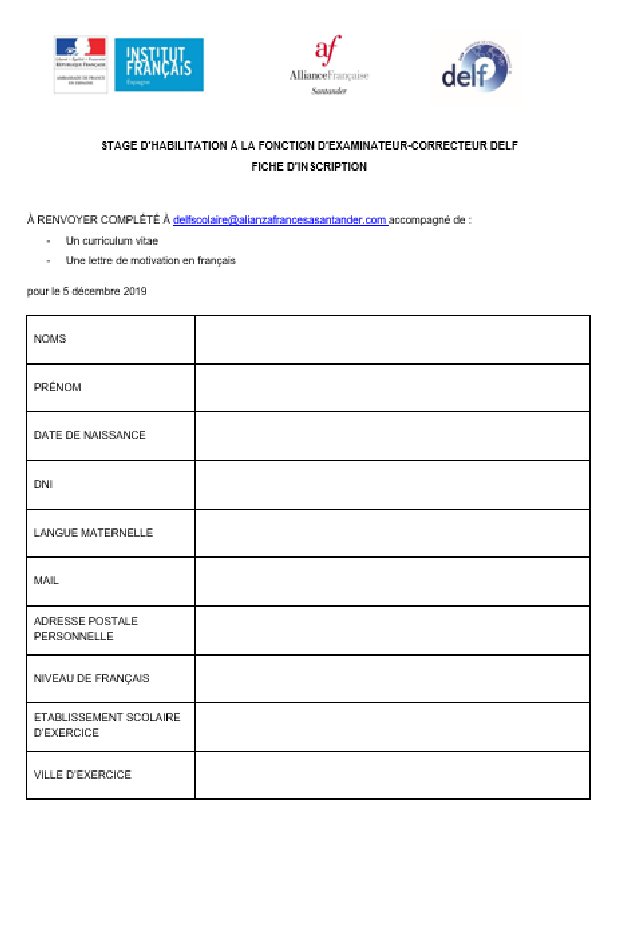 Liberté • Égalité • Fraternité
RÉPUBLIQUE FRANÇAISE
AMBASSADE DE FRANCE
EN ESPAGNE
INSTITUT
FRANÇAIS
Espagne
af
AllianceFrançaise
Santander
delf
STAGE D'HABILITATION À LA FONCTION D'EXAMINATEUR-CORRECTEUR DELF
FICHE D'INSCRIPTION
À RENVOYER COMPLÉTÉ À delfscolaire@alianzafrancesasantander.com accompagné de :
- Un curriculum vitae
- Une lettre de motivation en français
pour le 5 décembre 2019
NOMS
PRÉNOM
DATE DE NAISSANCE
DNI
LANGUE MATERNELLE
MAIL
ADRESSE POSTALE
PERSONNELLE
NIVEAU DE FRANÇAIS
ETABLISSEMENT SCOLAIRE
D'EXERCICE
VILLE D'EXERCICE